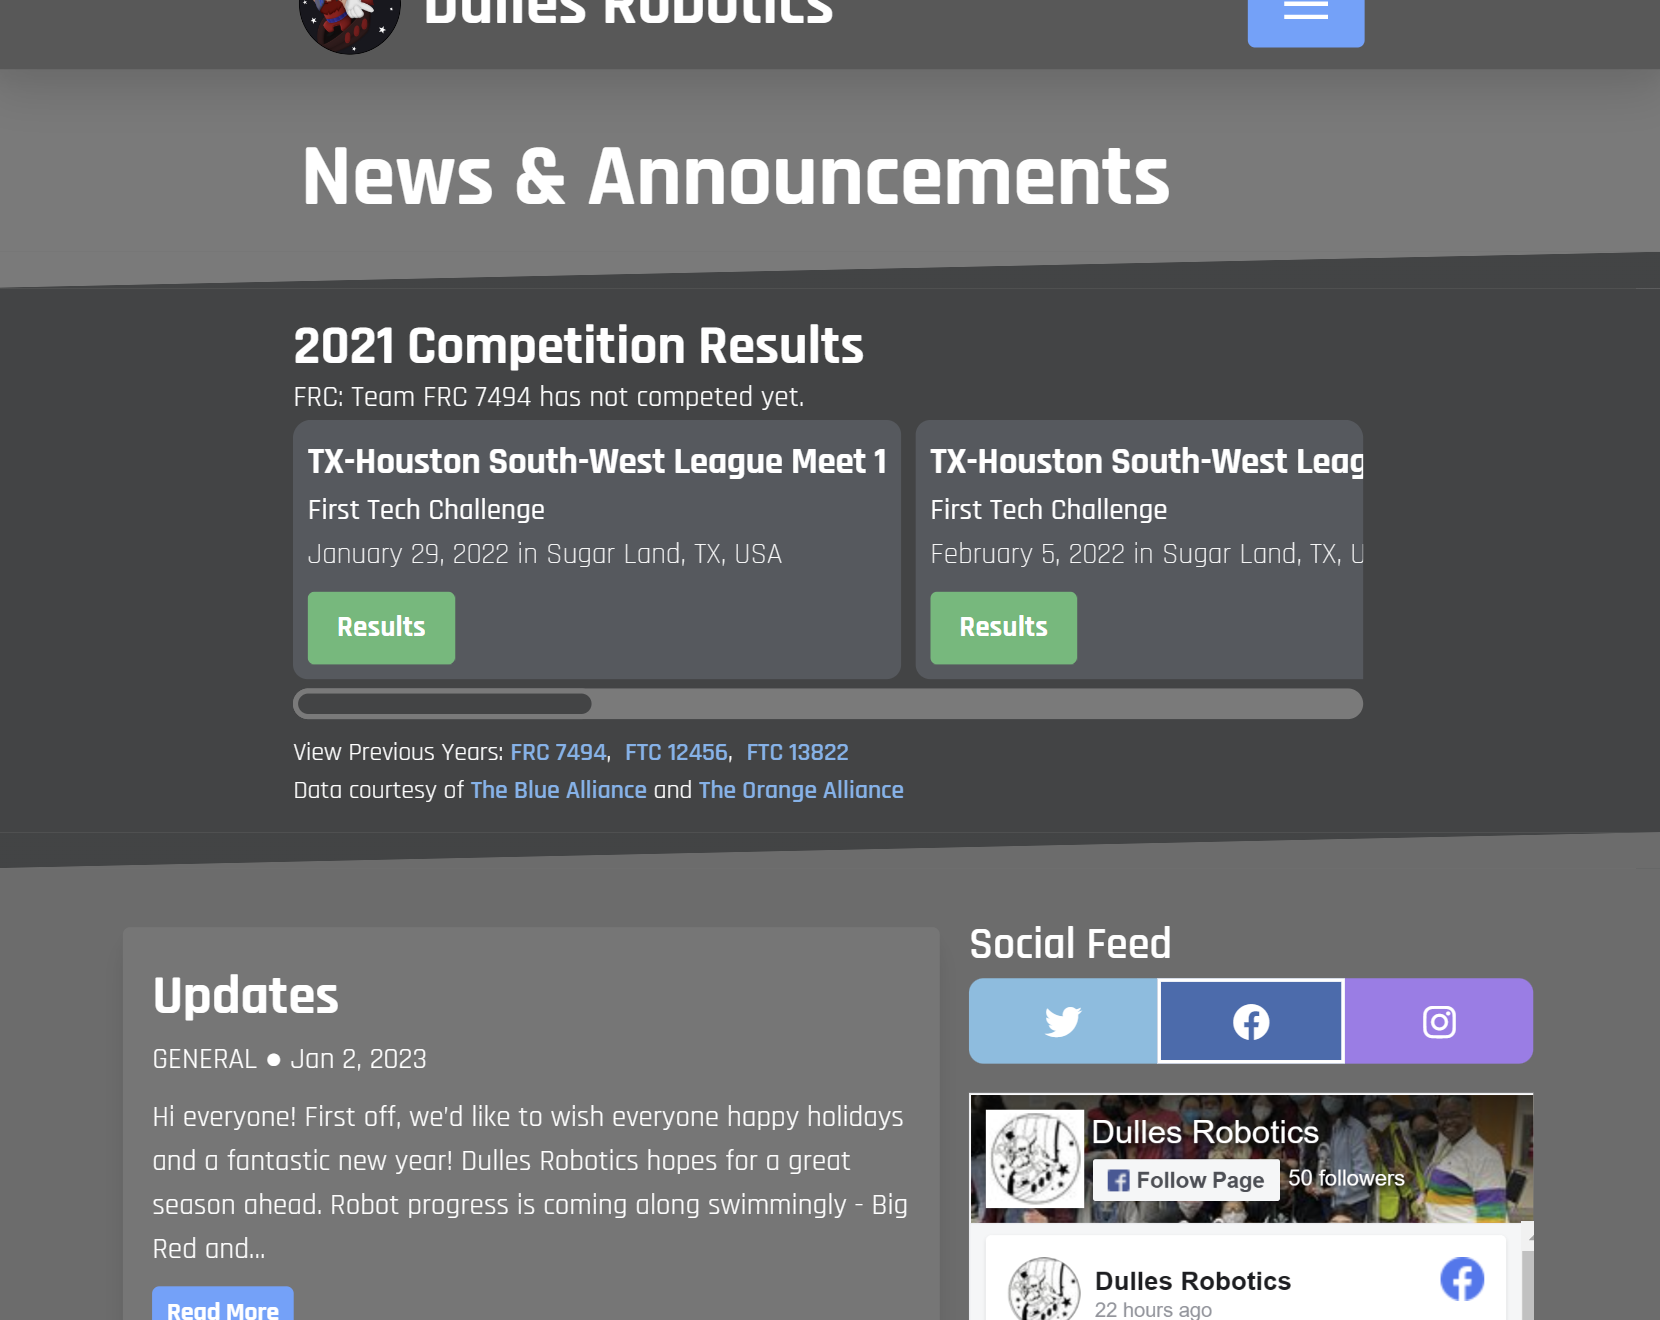 Dulles Robotics
News & Announcements
2021 Competition Results
FRC: Team FRC 7494 has not competed yet.
TX-Houston South-West League Meet 1
First Tech Challenge
January 29, 2022 in Sugar Land, TX, USA
Results
TX-Houston South-West Leag
First Tech Challenge
February 5, 2022 in Sugar Land, TX, U
Results
View Previous Years: FRC 7494, FTC 12456, FTC 13822
Data courtesy of The Blue Alliance and The Orange Alliance
Updates
GENERAL ● Jan 2, 2023
Hi everyone! First off, we'd like to wish everyone happy holidays
and a fantastic new year! Dulles Robotics hopes for a great
season ahead. Robot progress is coming along swimmingly - Big
Red and...
Read More
Social Feed
Dulles Robotics
Follow Page
50 followers
Dulles Robotics
22 hours ago